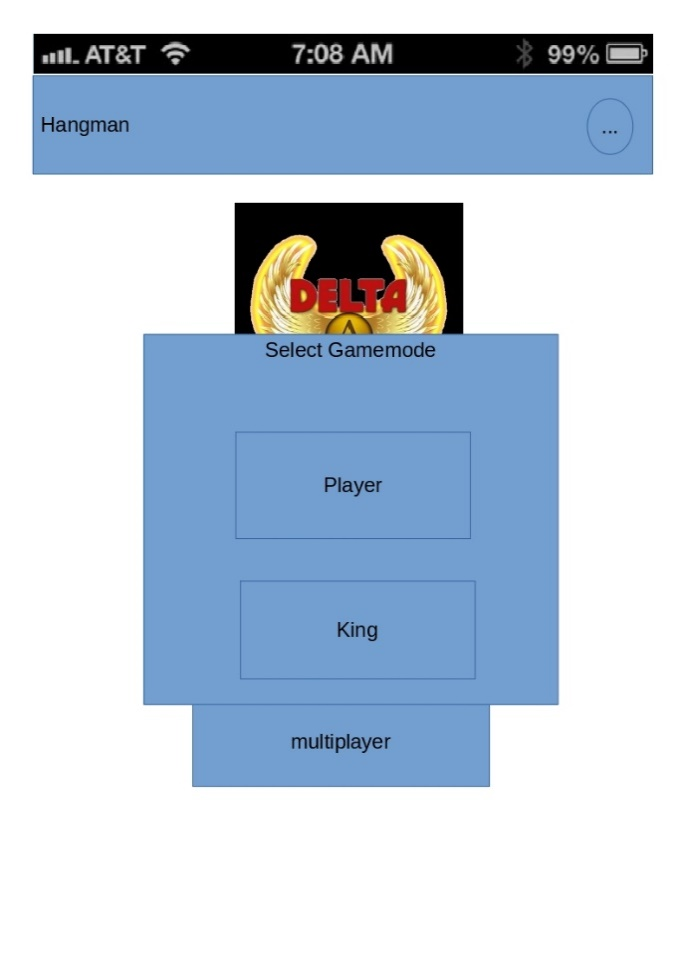 AT&T 7:08 AM 99%
Hangman ...
DELTA
Select Gamemode
Player
King
multiplayer